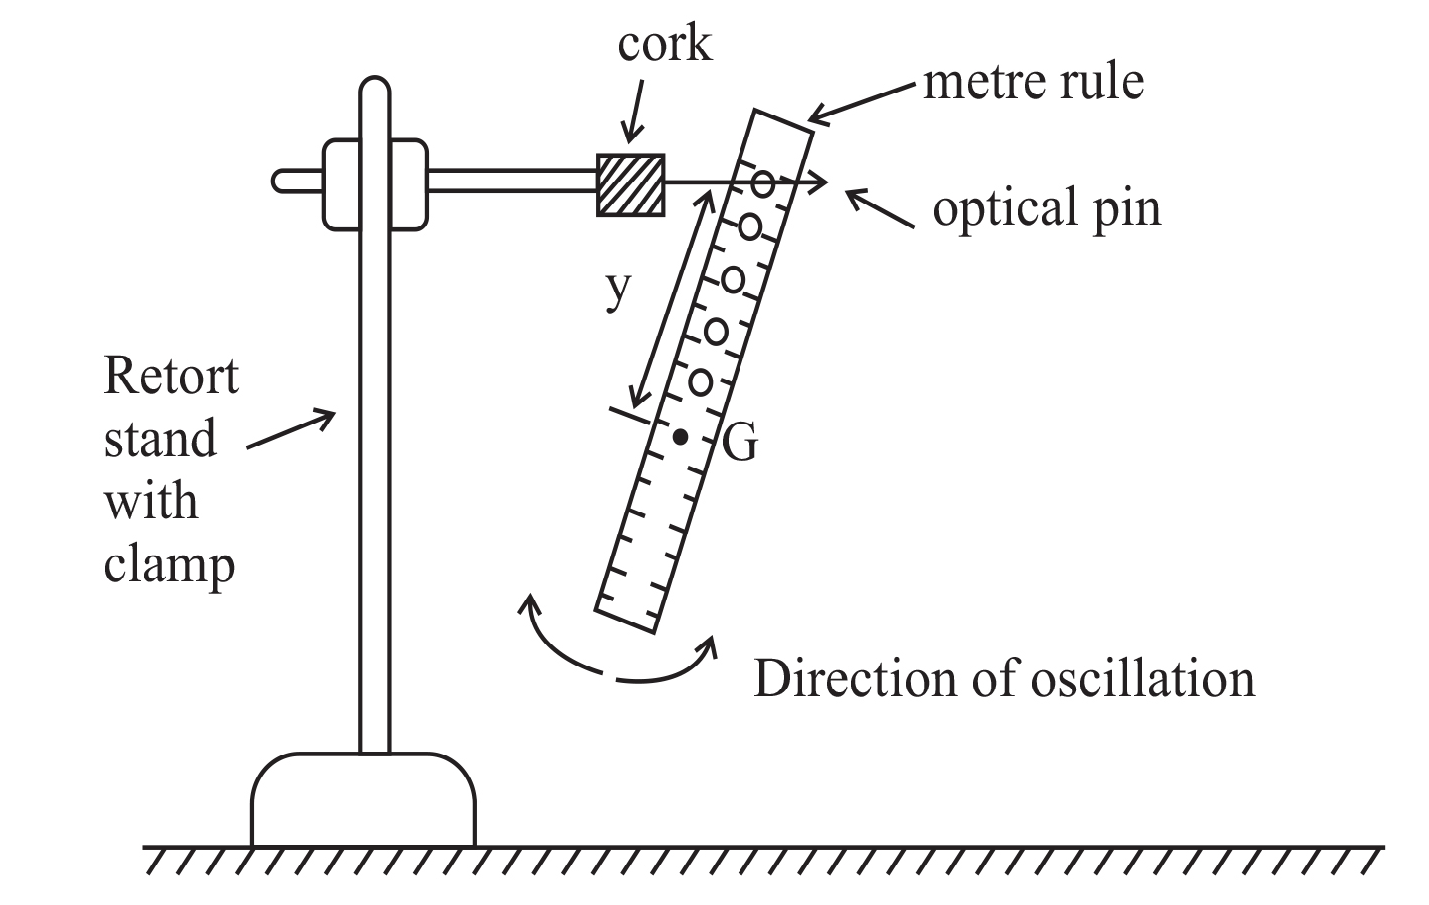 cork
metre rule
optical pin
y
Retort
stand
with
clamp
G
Direction of oscillation